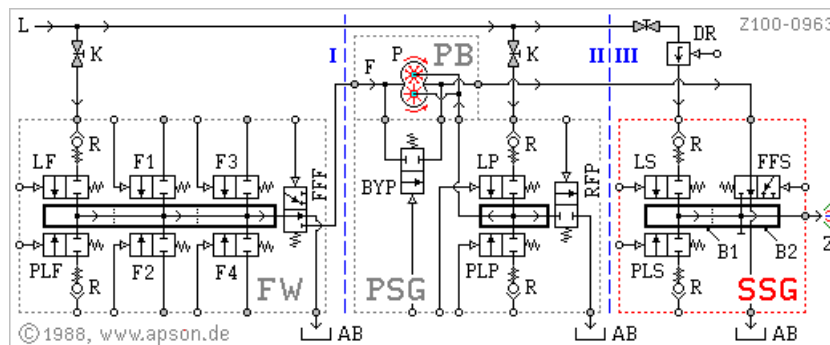 L Z100-0963
K I P PB K II III DR
F
R R
LF F1 F3 FFF BYP LP RFP LS FFS
PLF F2 F4 PLP PLS B1 B2 2
R FW PSG R R SSG
©1988, www.apson.de AB AB AB